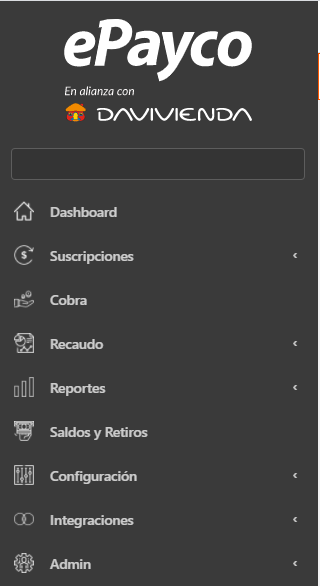 ePayco
En alianza con
DAVIVIENDA
Dashboard
Suscripciones
Cobra
Recaudo
Reportes
Saldos y Retiros
Configuración
Integraciones
Admin